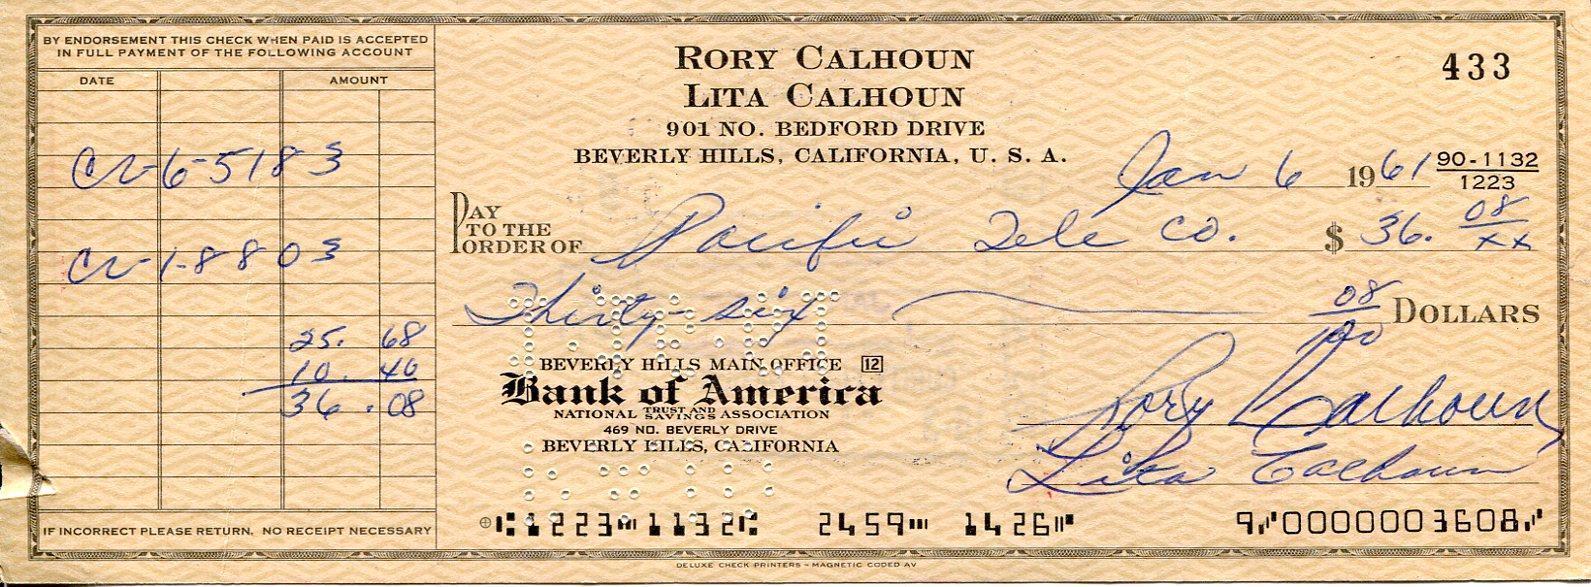 BY ENDORSEMENT THIS CHECK WHEN PAID IS ACCEPTED
IN FULL PAYMENT OF THE FOLLOWING ACCOUNT
DATE AMOUNT
CR-6-5183
CR-1-8803
25. 68
10. 40
36. 08
IF INCORRECT PLEASE RETURN. NO RECEIPT NECESSARY
RORY CALHOUN
LITA CALHOUN
901 NO. BEDFORD DRIVE
BEVERLY HILLS, CALIFORNIA, U. S. A.
433
Jan 6 1961
90-1132
1223
PAY TO THE ORDER OF Pacific Tele Co. $ 36. 08/xx
Thirty-six 08/100 DOLLARS
BEVERLY HILLS MAIN OFFICE 12
Bank of America
NATIONAL TRUST AND SAVINGS ASSOCIATION
469 NO. BEVERLY DRIVE
BEVERLY HILLS, CALIFORNIA
Rory Calhoun
Lita Calhoun
⑆1223⑉1132⑆ 2459⑈ 1426⑈ ⑇0000003608⑇
DELUXE CHECK PRINTERS - MAGNETIC CODED AV